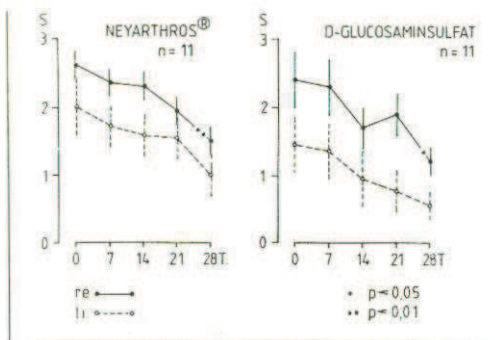 S
NEYARTHROS®
n = 11
3
2
1
0
0 7 14 21 28T.
re
li
S
D-GLUCOSAMINSULFAT
n = 11
3
2
1
0
0 7 14 21 28T
• p < 0,05
•• p < 0,01